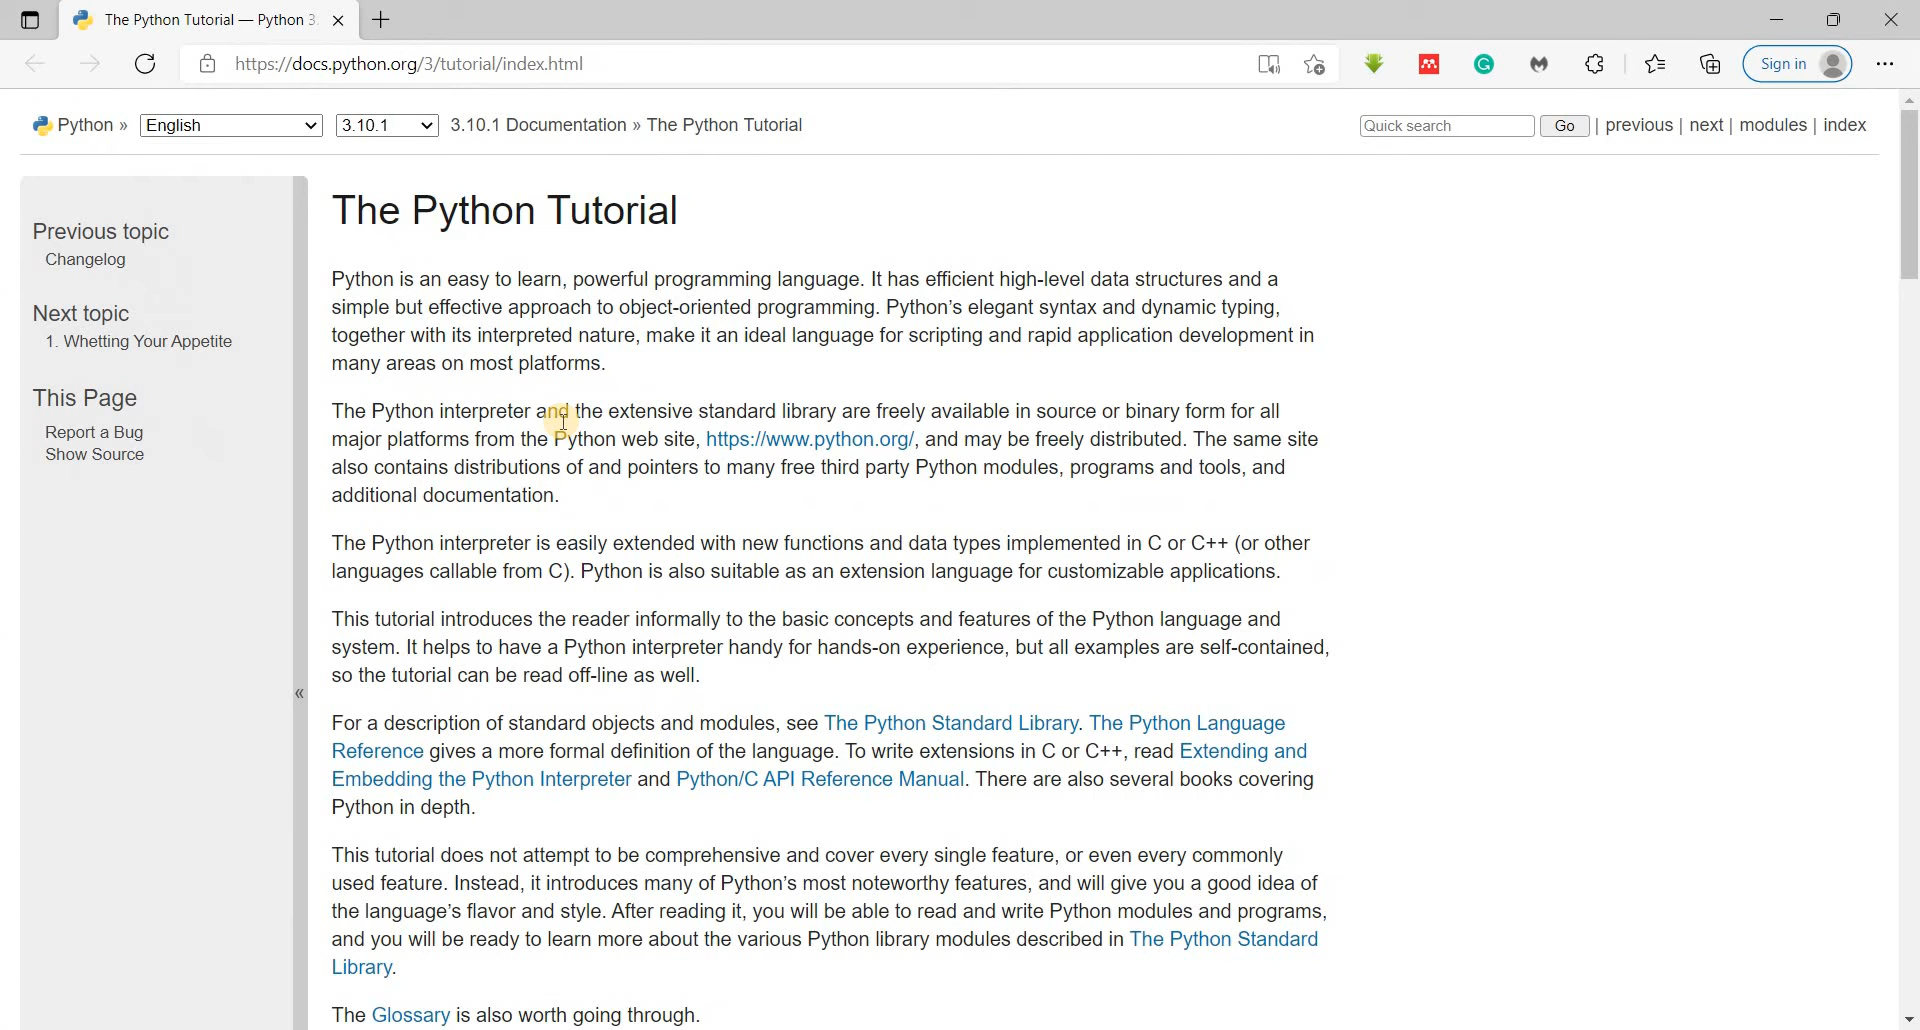 The Python Tutorial — Python 3.
https://docs.python.org/3/tutorial/index.html
Sign in
Python » English 3.10.1 3.10.1 Documentation » The Python Tutorial
Quick search Go | previous | next | modules | index
Previous topic
Changelog
Next topic
1. Whetting Your Appetite
This Page
Report a Bug
Show Source
«
The Python Tutorial
Python is an easy to learn, powerful programming language. It has efficient high-level data structures and a
simple but effective approach to object-oriented programming. Python’s elegant syntax and dynamic typing,
together with its interpreted nature, make it an ideal language for scripting and rapid application development in
many areas on most platforms.
The Python interpreter and the extensive standard library are freely available in source or binary form for all
major platforms from the Python web site, https://www.python.org/, and may be freely distributed. The same site
also contains distributions of and pointers to many free third party Python modules, programs and tools, and
additional documentation.
The Python interpreter is easily extended with new functions and data types implemented in C or C++ (or other
languages callable from C). Python is also suitable as an extension language for customizable applications.
This tutorial introduces the reader informally to the basic concepts and features of the Python language and
system. It helps to have a Python interpreter handy for hands-on experience, but all examples are self-contained,
so the tutorial can be read off-line as well.
For a description of standard objects and modules, see The Python Standard Library. The Python Language
Reference gives a more formal definition of the language. To write extensions in C or C++, read Extending and
Embedding the Python Interpreter and Python/C API Reference Manual. There are also several books covering
Python in depth.
This tutorial does not attempt to be comprehensive and cover every single feature, or even every commonly
used feature. Instead, it introduces many of Python’s most noteworthy features, and will give you a good idea of
the language’s flavor and style. After reading it, you will be able to read and write Python modules and programs,
and you will be ready to learn more about the various Python library modules described in The Python Standard
Library.
The Glossary is also worth going through.